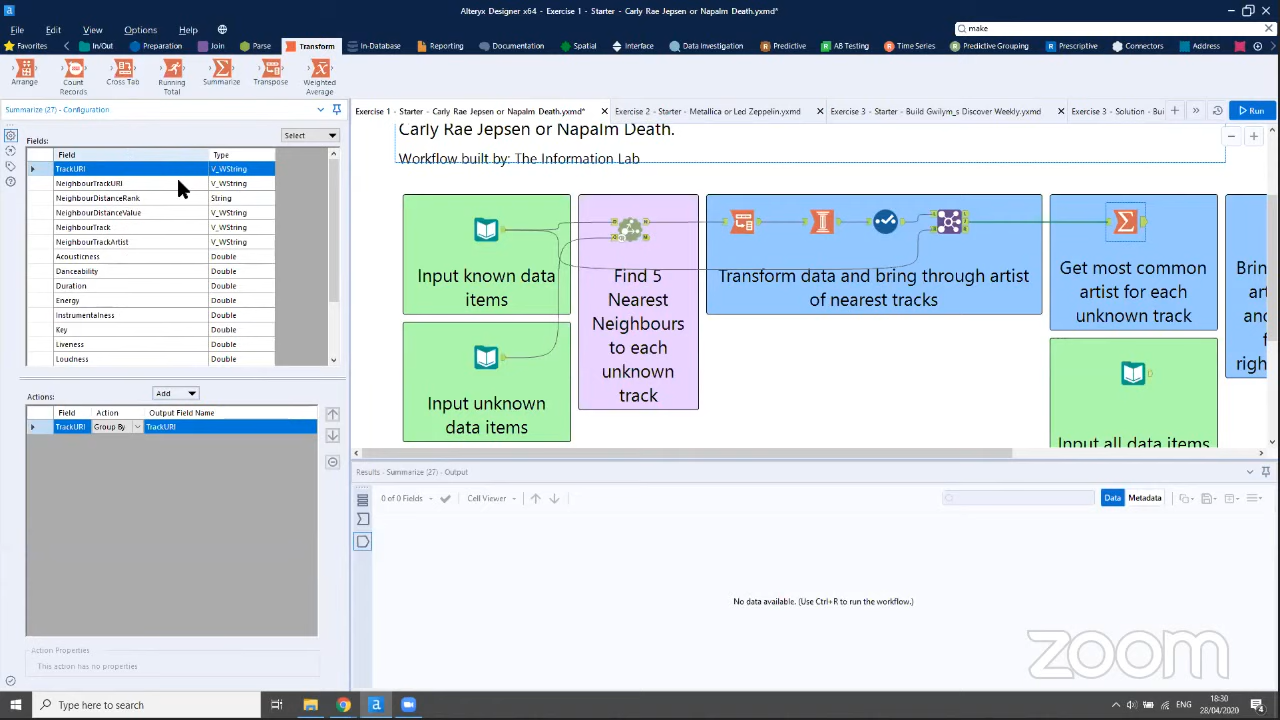 Alteryx Designer x64 - Exercise 1 - Starter - Carly Rae Jepsen or Napalm Death.yxmd*
File Edit View Options Help
make
Favorites In/Out Preparation Join Parse Transform In-Database Reporting Documentation Spatial Interface Data Investigation Predictive AB Testing Time Series Predictive Grouping Prescriptive Connectors Address
Arrange Count Records Cross Tab Running Total Summarize Transpose Weighted Average
Summarize (27) - Configuration
Exercise 1 - Starter - Carly Rae Jepsen or Napalm Death.yxmd*
Exercise 2 - Starter - Metallica or Led Zeppelin.yxmd
Exercise 3 - Starter - Build Gwilym_s Discover Weekly.yxmd
Exercise 3 - Solution - Bui
Run
Fields:
Select
Field Type
TrackURI V_WString
NeighbourTrackURI V_WString
NeighbourDistanceRank String
NeighbourDistanceValue V_WString
NeighbourTrack V_WString
NeighbourTrackArtist V_WString
Acousticness Double
Danceability Double
Duration Double
Energy Double
Instrumentalness Double
Key Double
Liveness Double
Loudness Double
Actions:
Add
Field Action Output Field Name
TrackURI Group By TrackURI
Action Properties
This action has no properties
Carly Rae Jepsen or Napalm Death.
Workflow built by: The Information Lab
Input known data
items
Input unknown
data items
Find 5
Nearest
Neighbours
to each
unknown
track
Transform data and bring through artist
of nearest tracks
Get most common
artist for each
unknown track
Input all data items
Results - Summarize (27) - Output
0 of 0 Fields
Cell Viewer
Data
Metadata
No data available. (Use Ctrl+R to run the workflow.)
zoom
Type here to search
ENG
18:30
28/04/2020
4